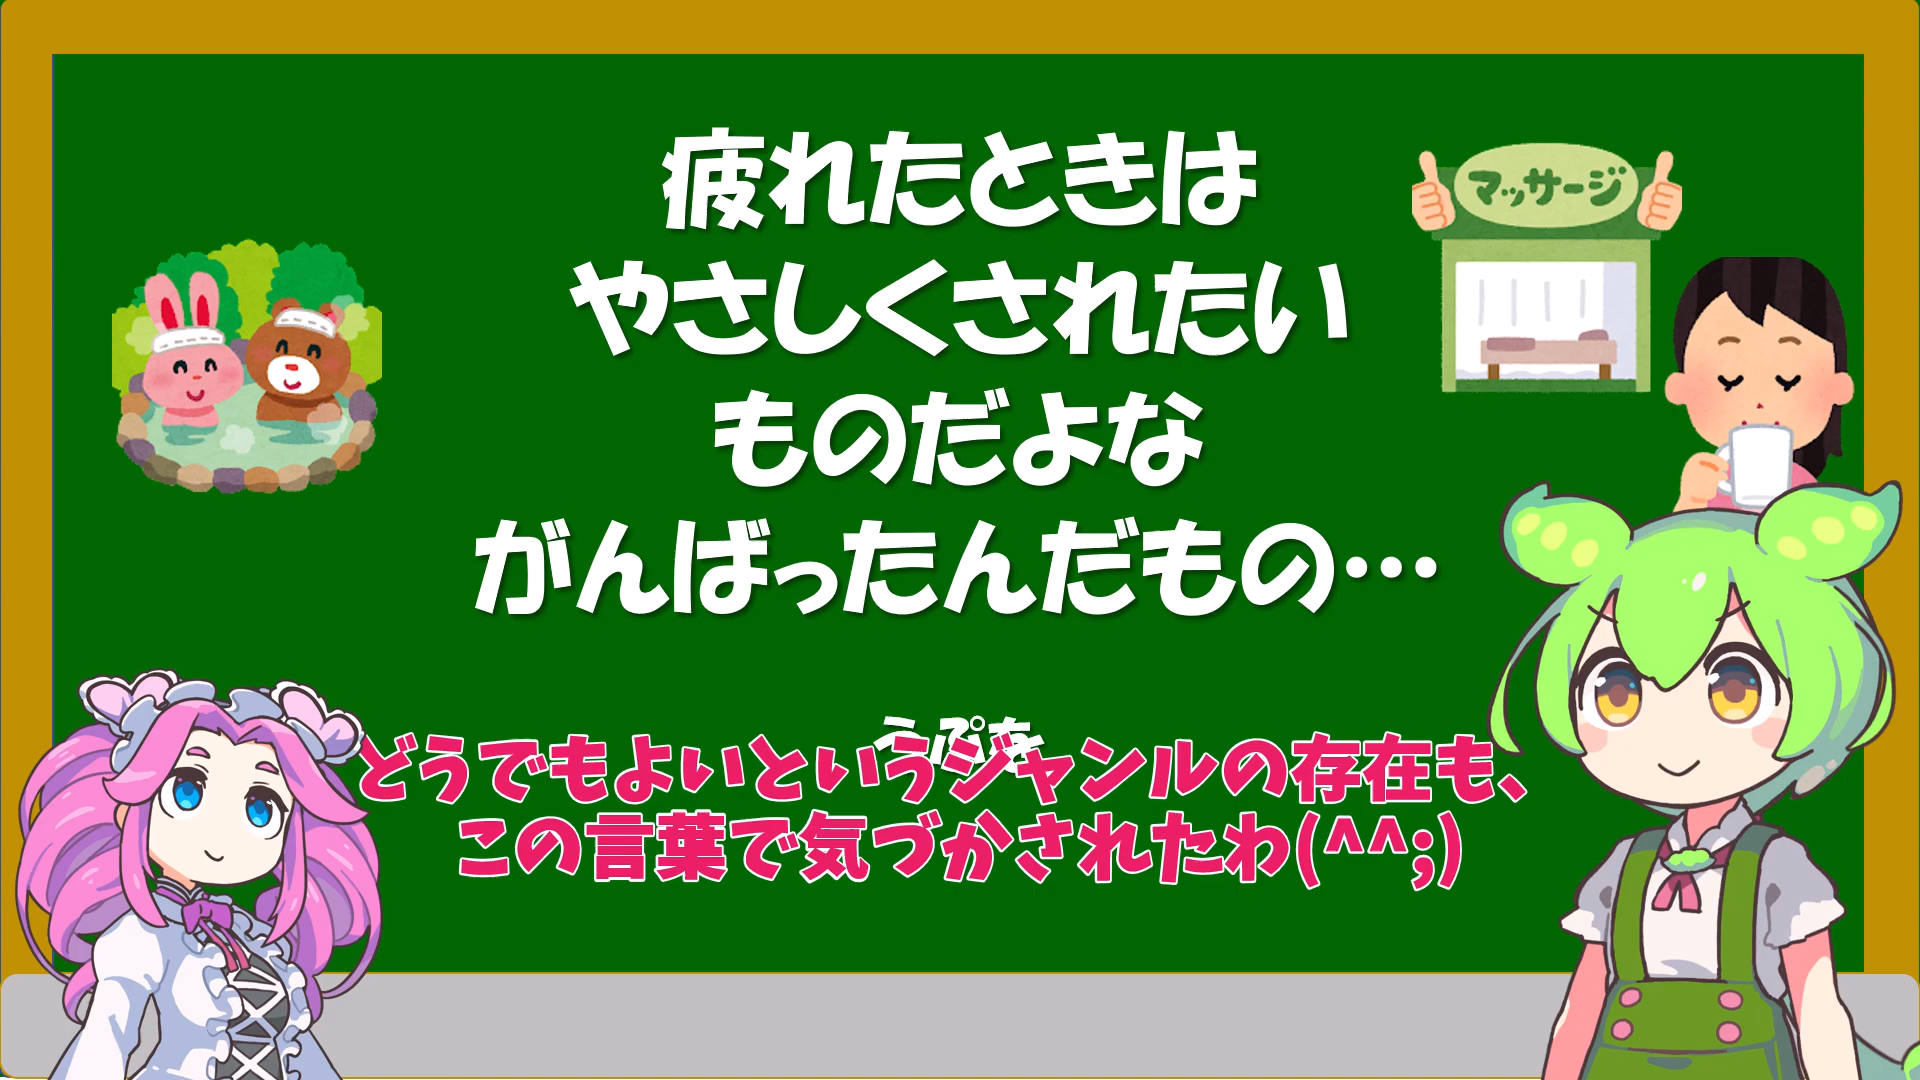 疲れたときは
やさしくされたい
ものだよな
がんばったんだもの…
マッサージ
うぷを
どうでもよいというジャンルの存在も、
この言葉で気づかされたわ(^^;)